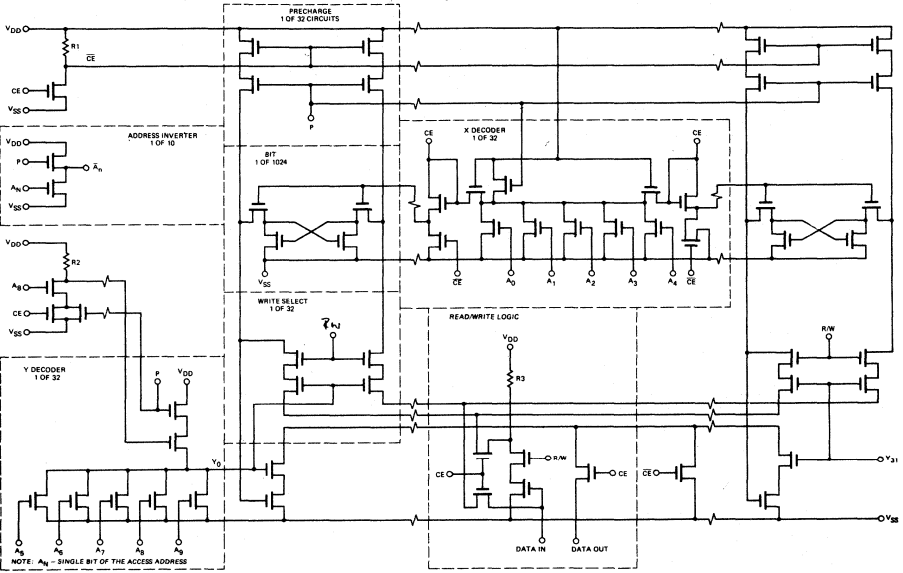 PRECHARGE
1 OF 32 CIRCUITS
VDD
R1
CE
CE
VSS
P
ADDRESS INVERTER
1 OF 10
VDD
P
An
AN
VSS
BIT
1 OF 1024
VSS
X DECODER
1 OF 32
CE
CE
CE
A0
A1
A2
A3
A4
CE
VDD
R2
A9
CE
VSS
WRITE SELECT
1 OF 32
R/W
READ/WRITE LOGIC
VDD
R3
R/W
CE
CE
DATA IN
DATA OUT
CE
R/W
Y31
VSS
Y DECODER
1 OF 32
P
VDD
Y0
A5
A6
A7
A8
A9
NOTE: AN – SINGLE BIT OF THE ACCESS ADDRESS